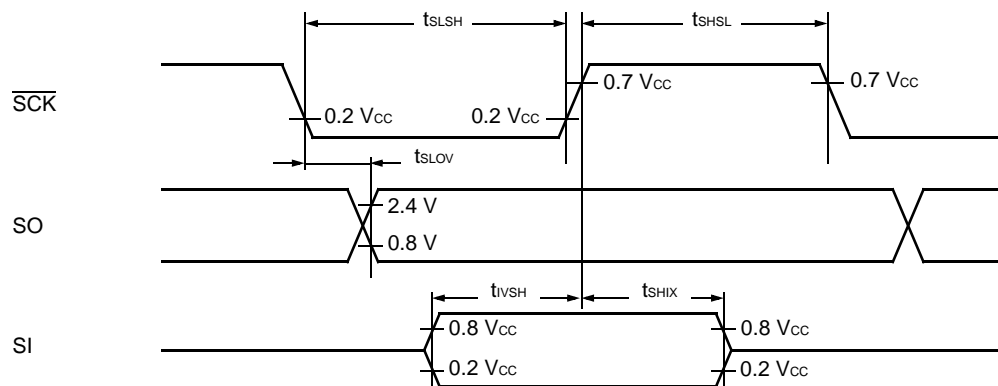 tSLSH
tSHSL
SCK
0.7 VCC
0.7 VCC
0.2 VCC
0.2 VCC
tSLOV
SO
2.4 V
0.8 V
tIVSH
tSHIX
SI
0.8 VCC
0.8 VCC
0.2 VCC
0.2 VCC